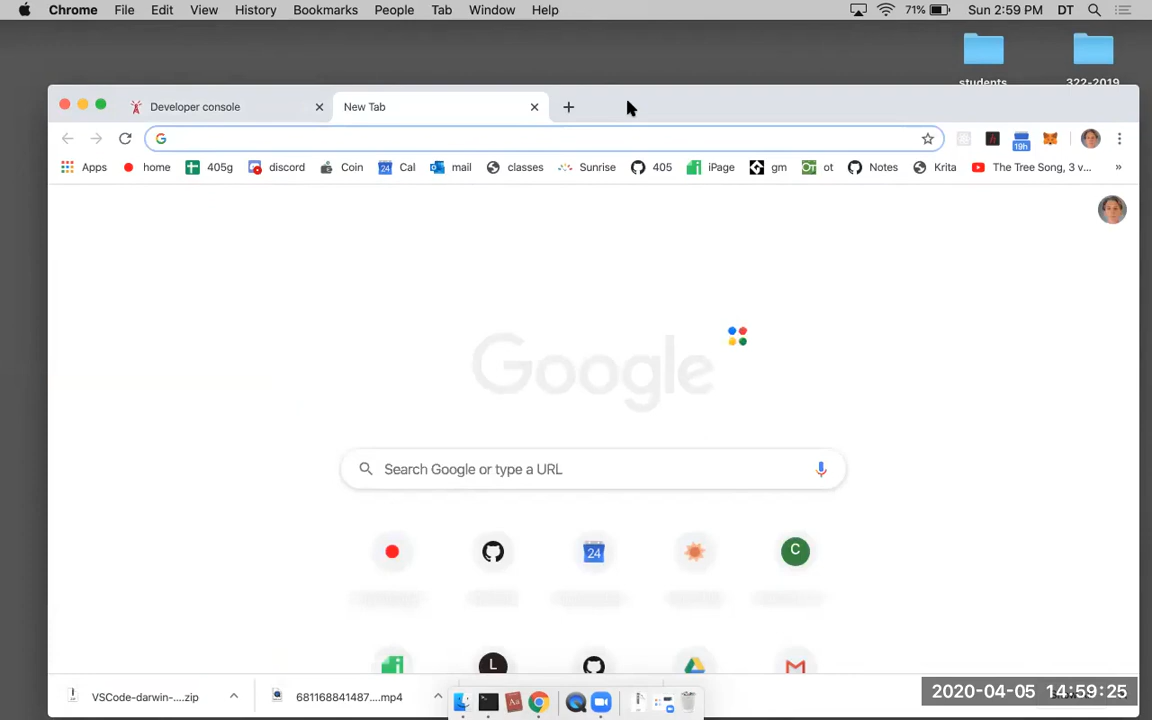 Chrome File Edit View History Bookmarks People Tab Window Help 71% Sun 2:59 PM DT
students 322-2019
Developer console New Tab
19h
Apps home 405g discord Coin 24 Cal mail classes Sunrise 405 iPage gm ot Notes Krita The Tree Song, 3 v... »
Google
Search Google or type a URL
24 C
L
VSCode-darwin-....zip 681168841487....mp4
2020-04-05 14:59:25